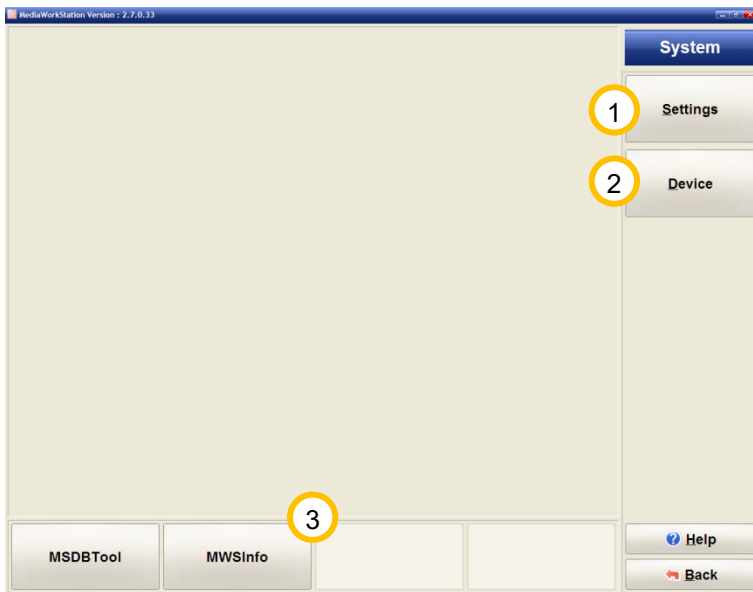 MediaWorkStation Version : 2.7.0.33
System
1
Settings
2
Device
3
MSDBTool
MWSInfo
Help
Back